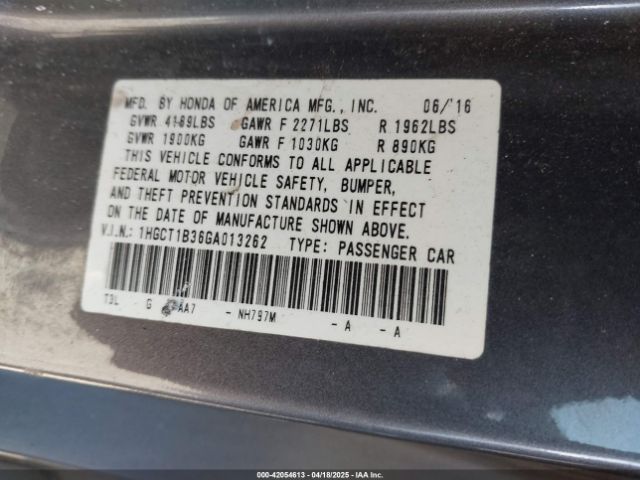 MFD. BY HONDA OF AMERICA MFG., INC. 06/'16
GVWR 4189LBS GAWR F 2271LBS R 1962LBS
GVWR 1900KG GAWR F 1030KG R 890KG
THIS VEHICLE CONFORMS TO ALL APPLICABLE
FEDERAL MOTOR VEHICLE SAFETY, BUMPER,
AND THEFT PREVENTION STANDARDS IN EFFECT
ON THE DATE OF MANUFACTURE SHOWN ABOVE.
V.I.N.: 1HGCT1B36GA013262 TYPE: PASSENGER CAR
T3L G AA7 - NH797M - A - A
000-42054613 - 04/18/2025 - IAAI.com